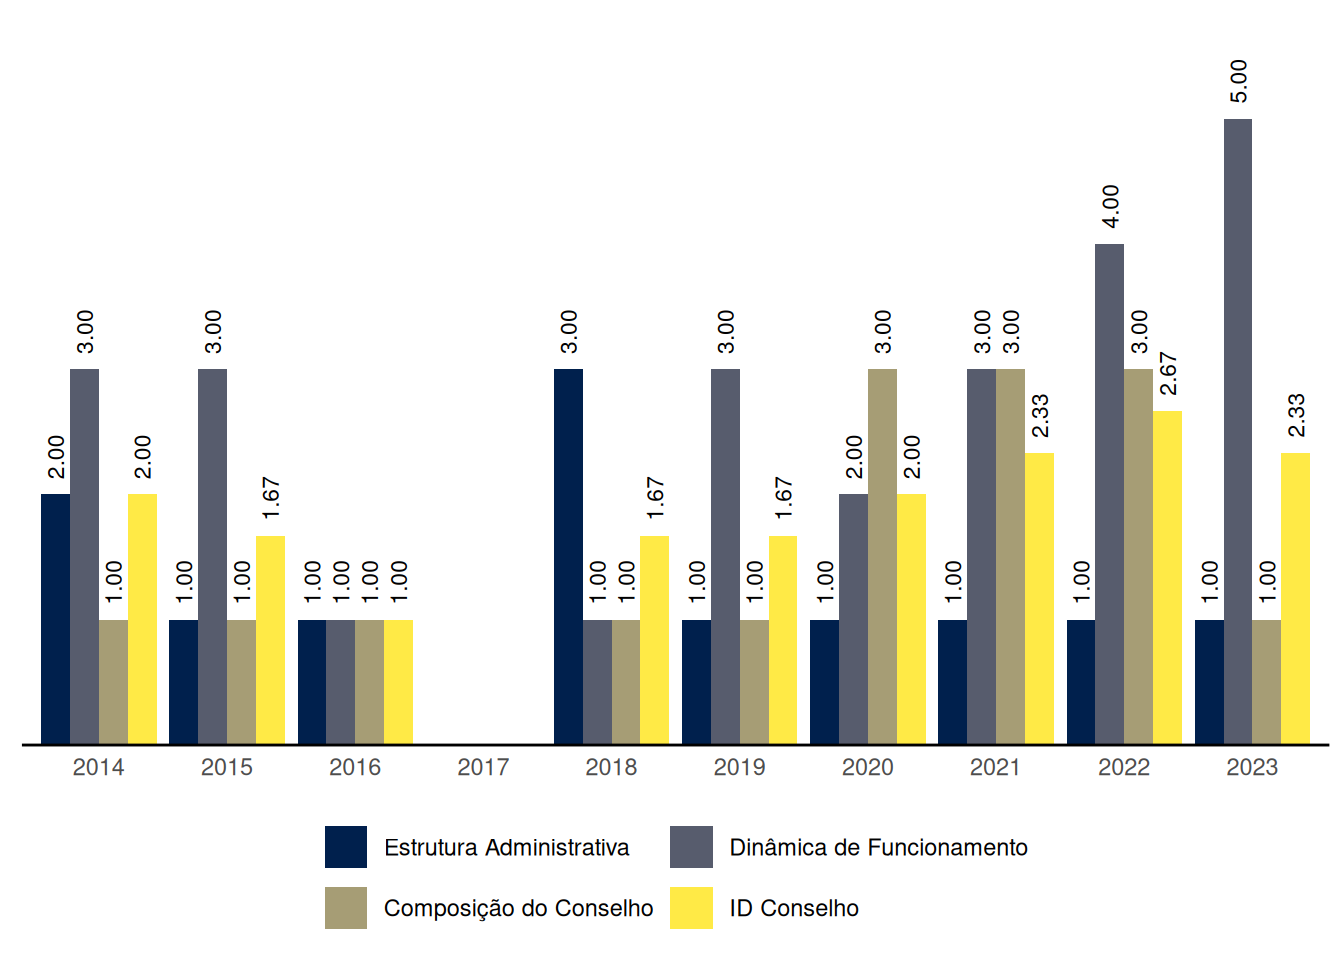 5.00
4.00
3.00 3.00 3.00 3.00 3.00 3.00 3.00 3.00
2.67
2.33 2.33
2.00 2.00 2.00 2.00
1.67 1.67 1.67
1.00 1.00 1.00 1.00 1.00 1.00 1.00 1.00 1.00 1.00 1.00 1.00 1.00 1.00 1.00 1.00
2014 2015 2016 2017 2018 2019 2020 2021 2022 2023
Estrutura Administrativa Dinâmica de Funcionamento
Composição do Conselho ID Conselho